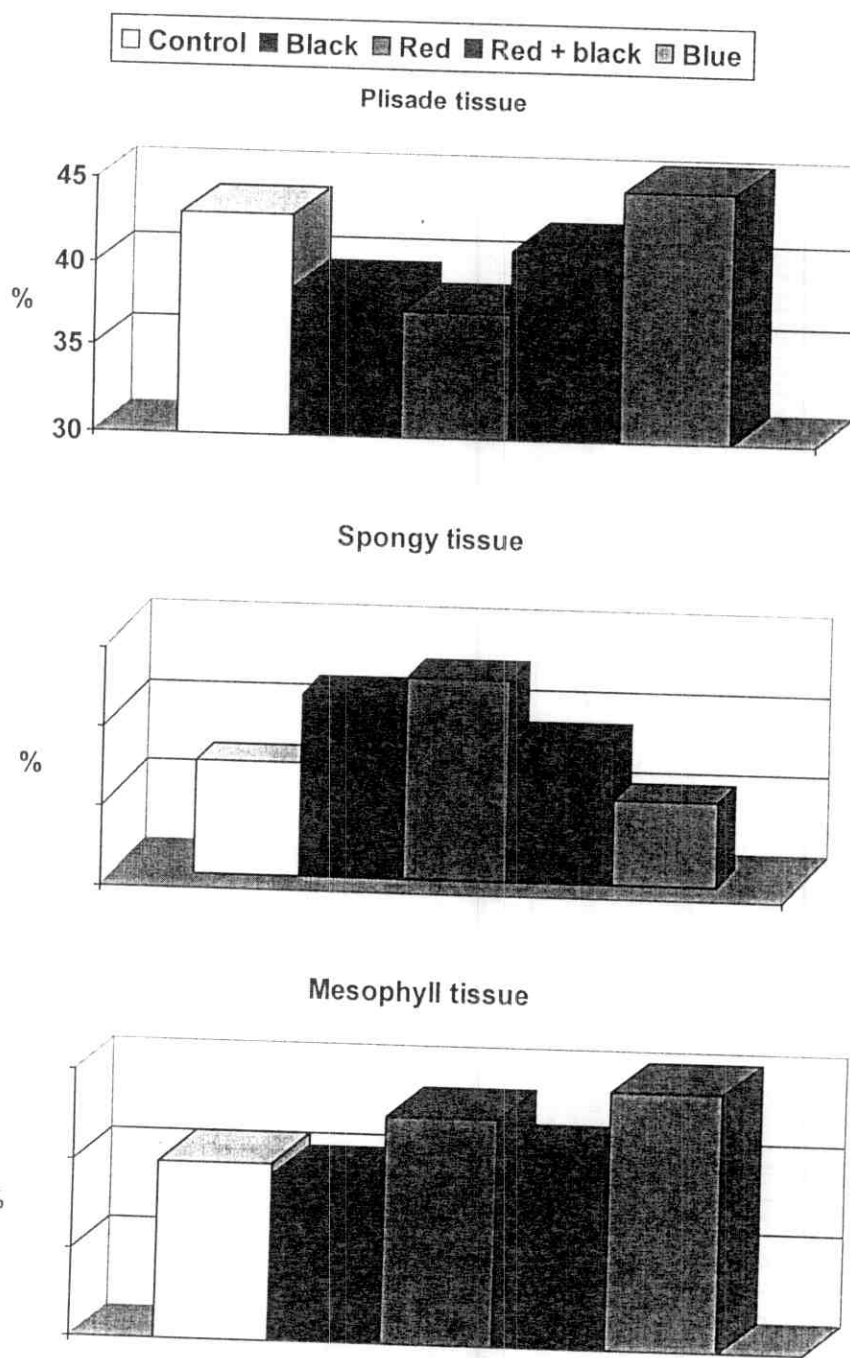 Control Black Red Red + black Blue
Plisade tissue
45
40
%
35
30
Spongy tissue
%
Mesophyll tissue
%